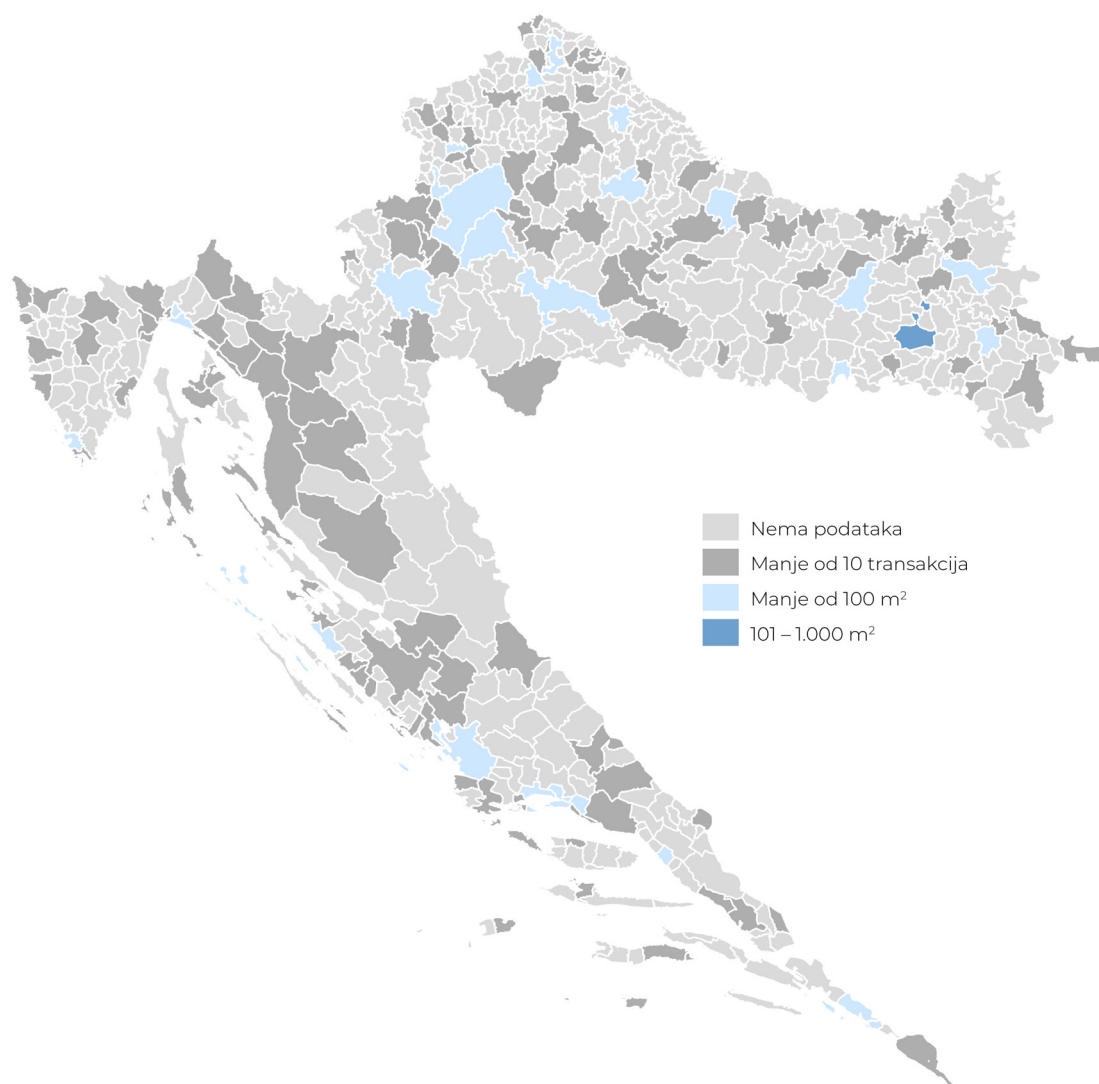 Nema podataka
Manje od 10 transakcija
Manje od 100 m²
101 – 1.000 m²